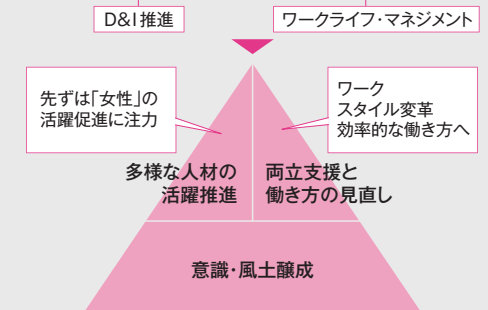 D&I推進
ワークライフ・マネジメント
先ずは「女性」の
活躍促進に注力
ワーク
スタイル変革
効率的な働き方へ
多様な人材の
活躍推進
両立支援と
働き方の見直し
意識・風土醸成